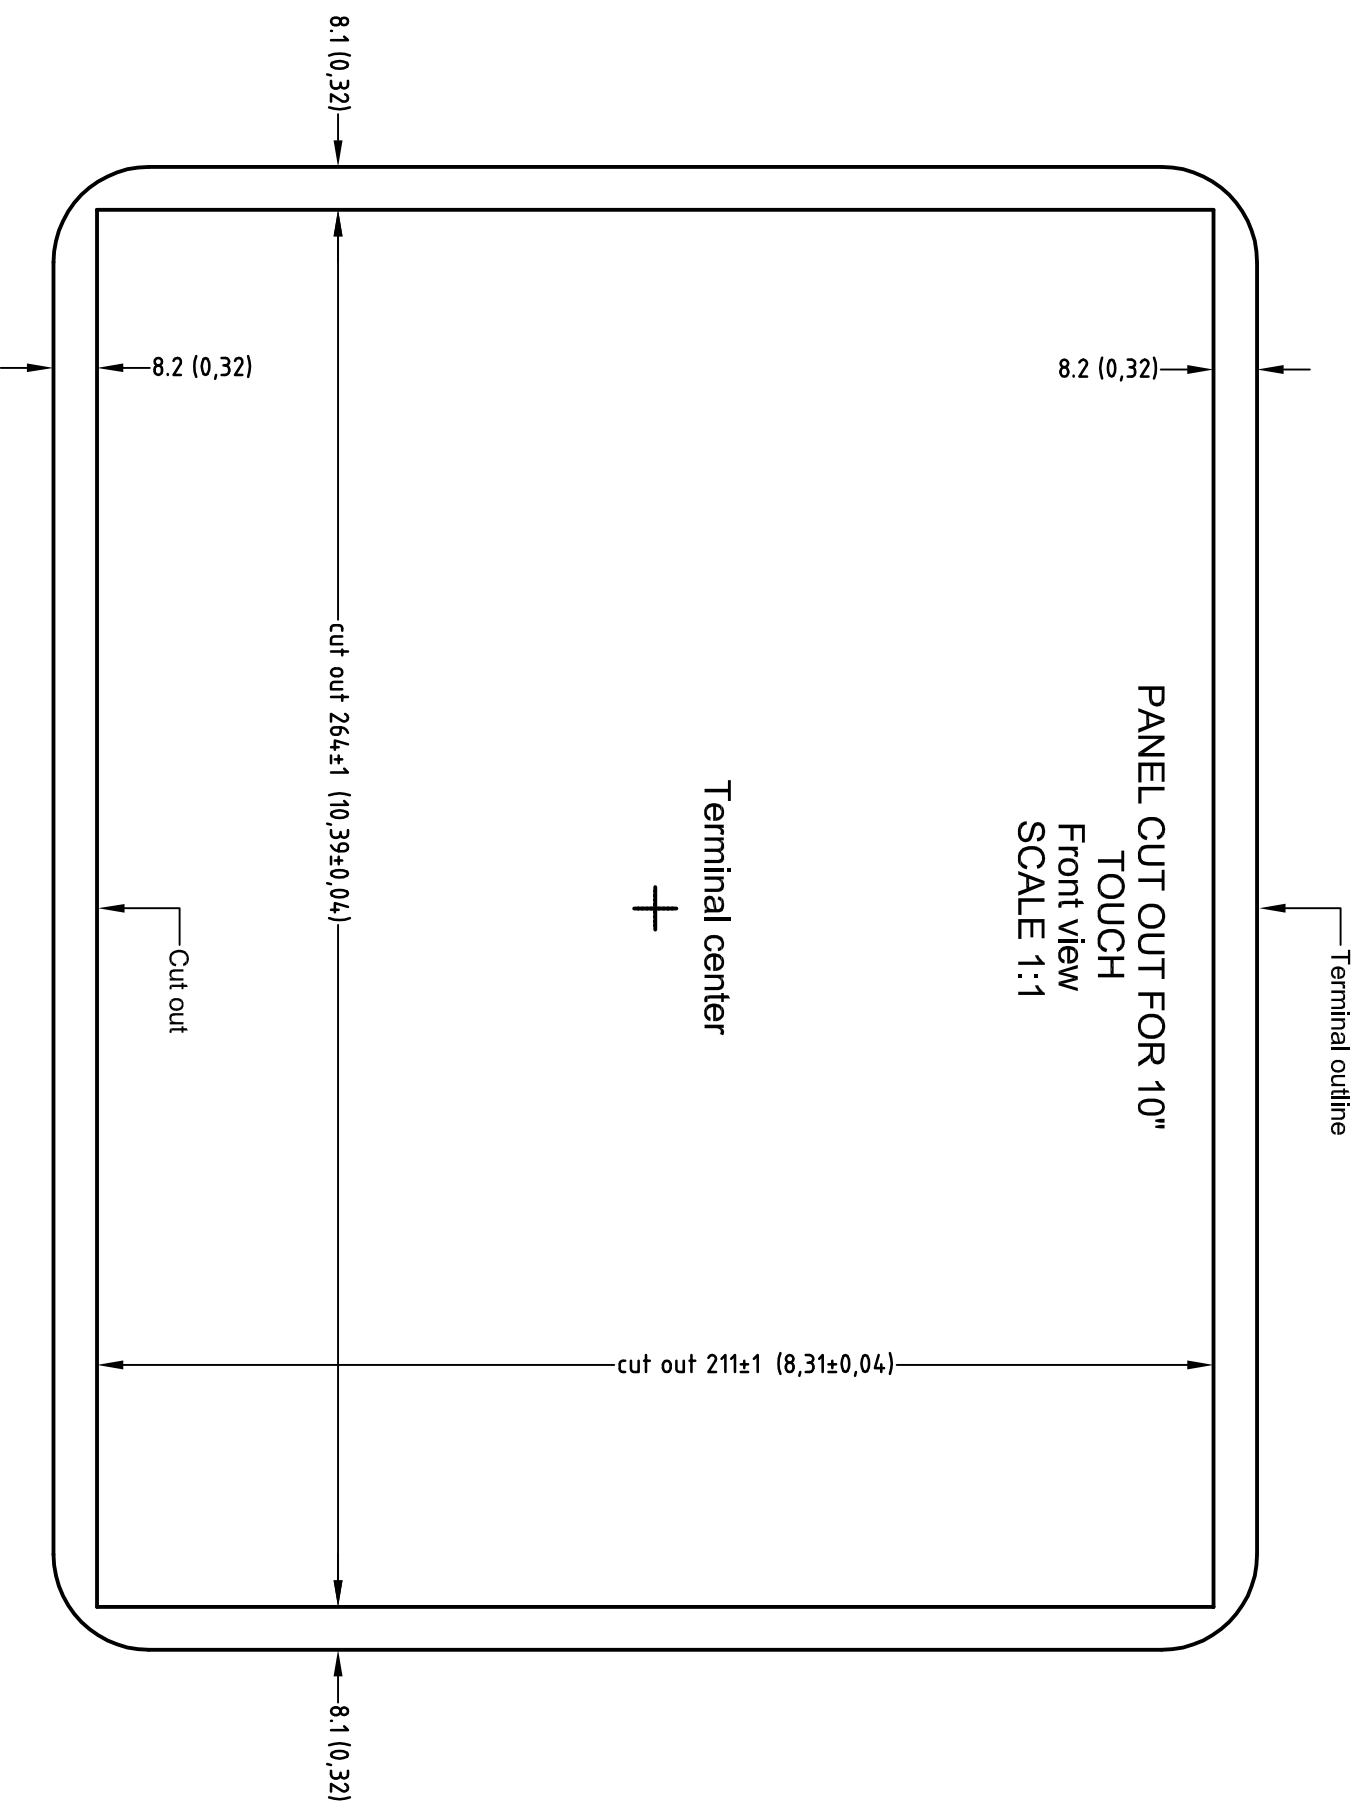 Terminal outline
PANEL CUT OUT FOR 10"
TOUCH
Front view
SCALE 1:1
8.2 (0,32)
Terminal center
cut out 211±1 (8,31±0,04)
8.1 (0,32)
cut out 264±1 (10,39±0,04)
8.1 (0,32)
8.2 (0,32)
Cut out